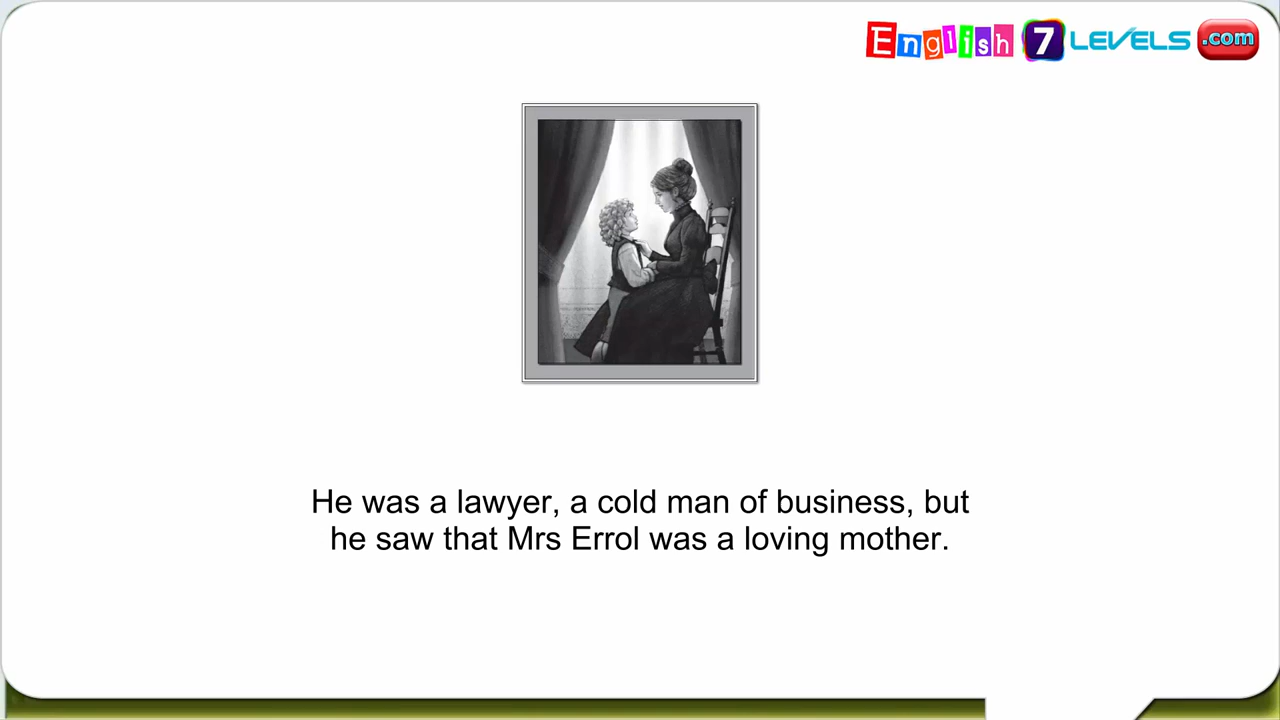 English 7 LEVELS .com
He was a lawyer, a cold man of business, but
he saw that Mrs Errol was a loving mother.